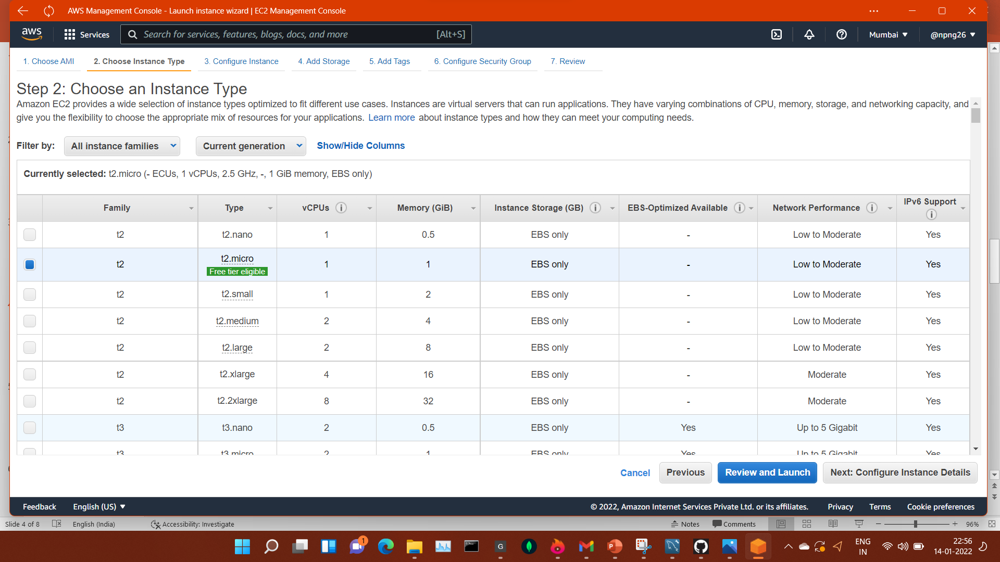 AWS Management Console - Launch instance wizard | EC2 Management Console
aws Services Search for services, features, blogs, docs, and more [Alt+S] Mumbai ▼ @npng26 ▼
1. Choose AMI 2. Choose Instance Type 3. Configure Instance 4. Add Storage 5. Add Tags 6. Configure Security Group 7. Review
Step 2: Choose an Instance Type
Amazon EC2 provides a wide selection of instance types optimized to fit different use cases. Instances are virtual servers that can run applications. They have varying combinations of CPU, memory, storage, and networking capacity, and
give you the flexibility to choose the appropriate mix of resources for your applications. Learn more about instance types and how they can meet your computing needs.
Filter by: All instance families Current generation Show/Hide Columns
Currently selected: t2.micro (- ECUs, 1 vCPUs, 2.5 GHz, -, 1 GiB memory, EBS only)
Family Type vCPUs Memory (GiB) Instance Storage (GB) EBS-Optimized Available Network Performance IPv6 Support
t2 t2.nano 1 0.5 EBS only - Low to Moderate Yes
t2 t2.micro 1 1 EBS only - Low to Moderate Yes
Free tier eligible
t2 t2.small 1 2 EBS only - Low to Moderate Yes
t2 t2.medium 2 4 EBS only - Low to Moderate Yes
t2 t2.large 2 8 EBS only - Low to Moderate Yes
t2 t2.xlarge 4 16 EBS only - Moderate Yes
t2 t2.2xlarge 8 32 EBS only - Moderate Yes
t3 t3.nano 2 0.5 EBS only Yes Up to 5 Gigabit Yes
t3 t3.micro 2 1 EBS only Yes Up to 5 Gigabit Yes
Cancel Previous Review and Launch Next: Configure Instance Details
Feedback English (US) ▼ © 2022, Amazon Internet Services Private Ltd. or its affiliates. Privacy Terms Cookie preferences
Slide 4 of 8 English (India) Accessibility: Investigate Notes Comments 96%
1 G P ENG 22:56
IN 14-01-2022